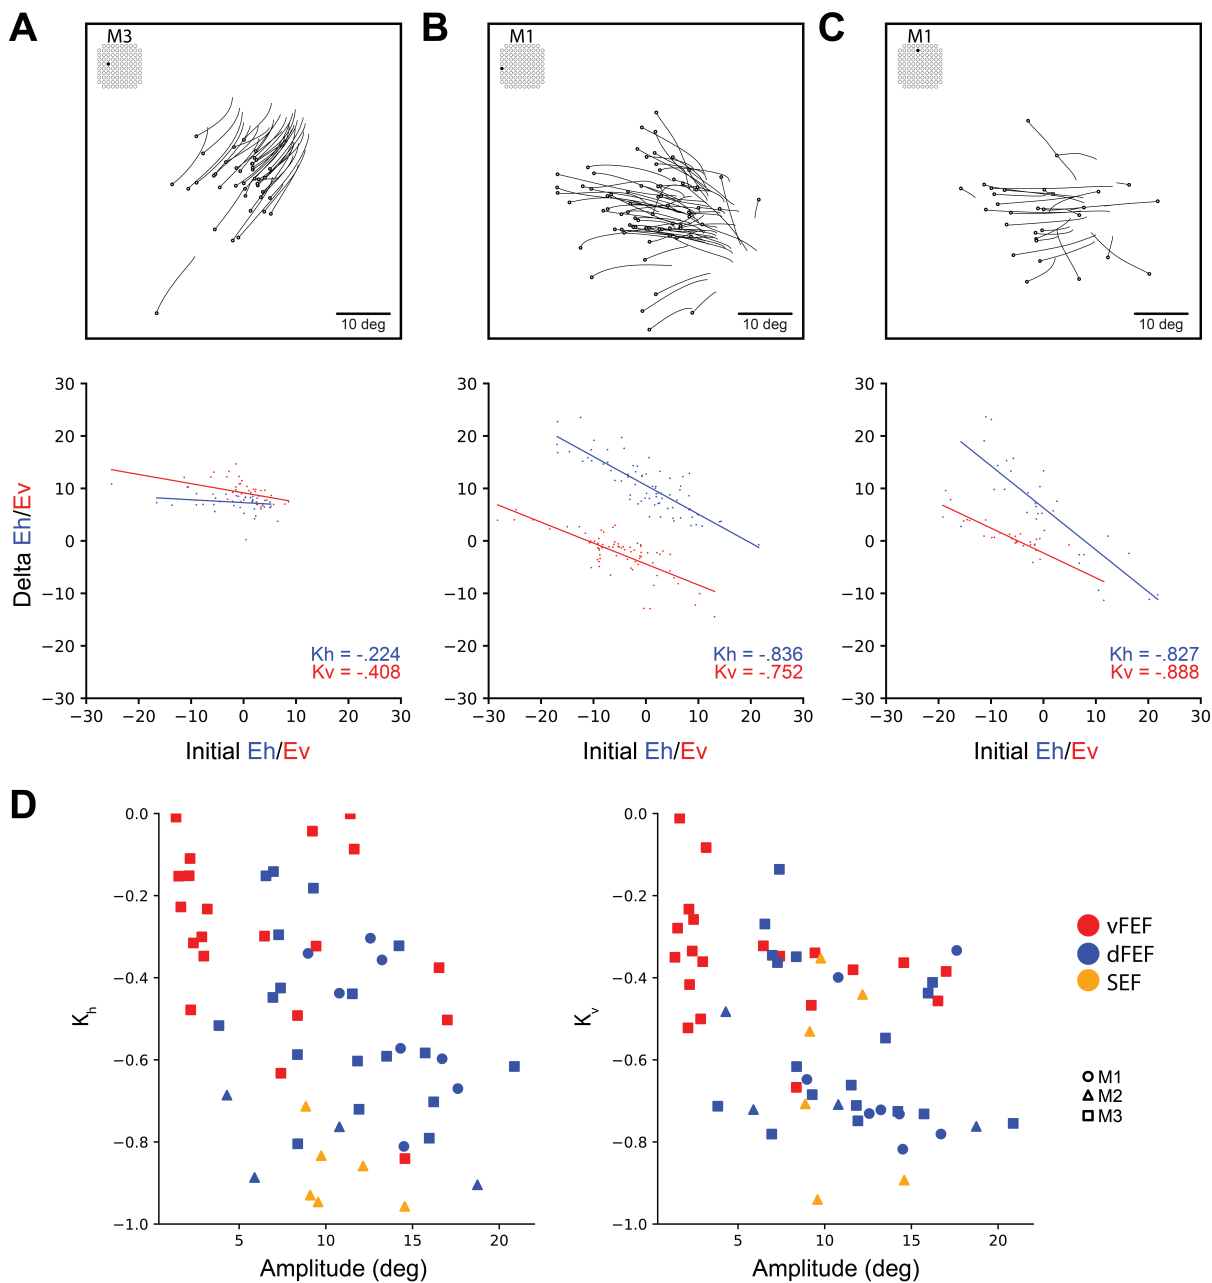 A
B
C
M3
M1
M1
10 deg
10 deg
10 deg
Delta Eh/Ev
30
20
10
0
−10
−20
−30
Kh = -.224
Kv = -.408
−30 −20 −10 0 10 20 30
Initial Eh/Ev
30
20
10
0
−10
−20
−30
Kh = -.836
Kv = -.752
−30 −20 −10 0 10 20 30
Initial Eh/Ev
30
20
10
0
−10
−20
−30
Kh = -.827
Kv = -.888
−30 −20 −10 0 10 20 30
Initial Eh/Ev
D
Kh
0.0
−0.2
−0.4
−0.6
−0.8
−1.0
5 10 15 20
Amplitude (deg)
Kv
0.0
−0.2
−0.4
−0.6
−0.8
−1.0
5 10 15 20
Amplitude (deg)
vFEF
dFEF
SEF
M1
M2
M3